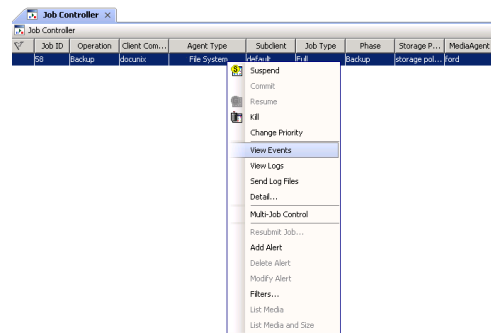 Job Controller ×
Job Controller
Job ID Operation Client Com... Agent Type Subclient Job Type Phase Storage P... MediaAgent
58 Backup docunix File System default Full Backup storage pol... ford
Suspend
Commit
Resume
Kill
Change Priority
View Events
View Logs
Send Log Files
Detail...
Multi-Job Control
Resubmit Job...
Add Alert
Delete Alert
Modify Alert
Filters...
List Media
List Media and Size